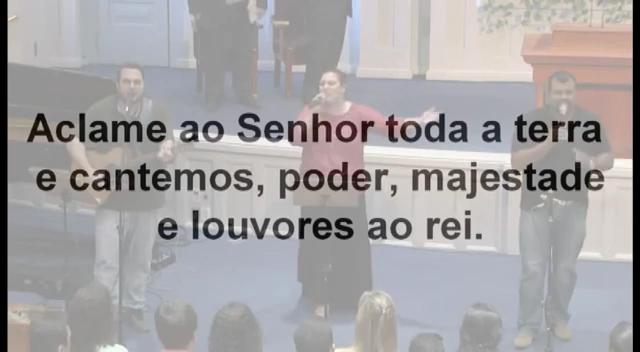 Aclame ao Senhor toda a terra
e cantemos, poder, majestade
e louvores ao rei.